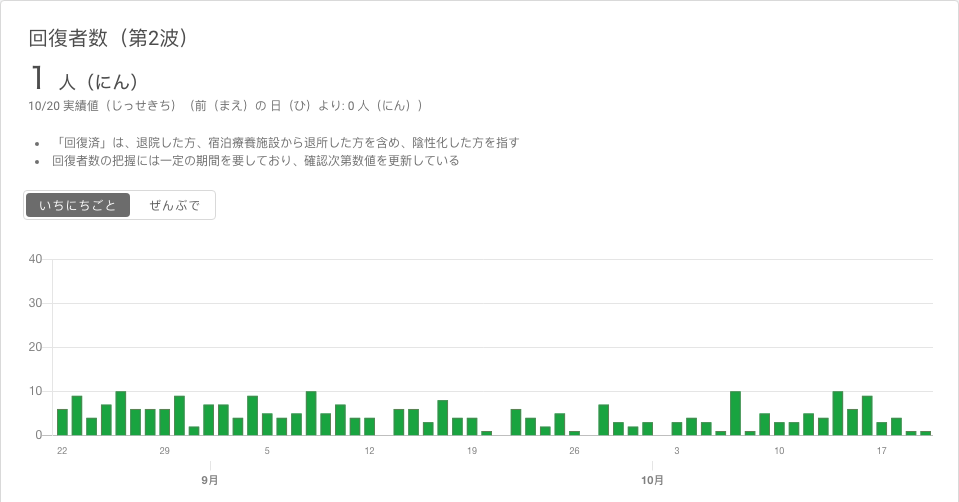 回復者数（第2波）
1 人（にん）
10/20 実績値（じっせきち）（前（まえ）の 日（ひ）より: 0 人（にん））
• 「回復済」は、退院した方、宿泊療養施設から退所した方を含め、陰性化した方を指す
• 回復者数の把握には一定の期間を要しており、確認次第数値を更新している
いちにちごと ぜんぶで
40
30
20
10
0
22 29 5 12 19 26 3 10 17
9月 10月